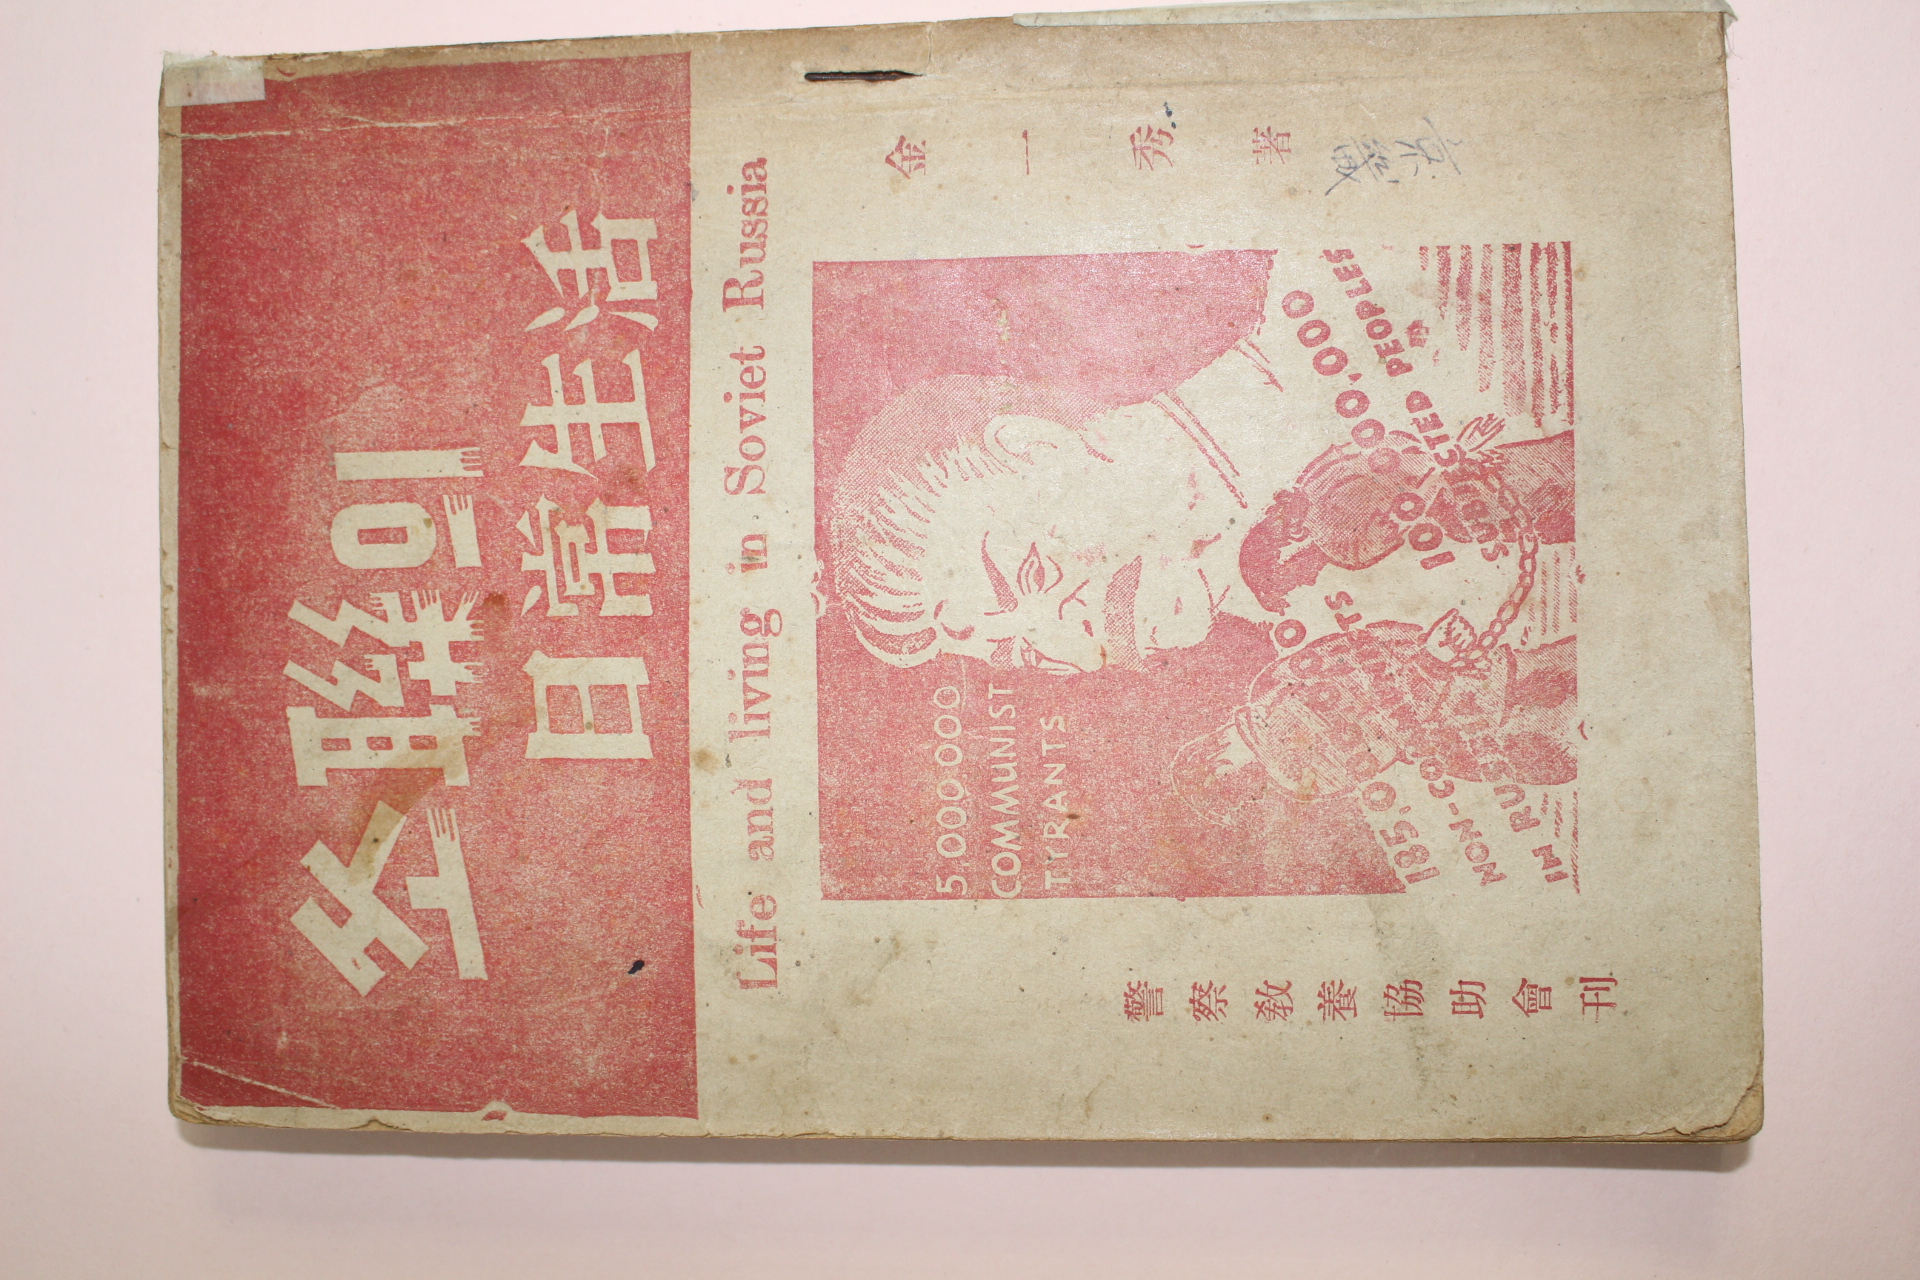 쏘聯의
日常生活
Life and living in Soviet Russia
金一秀 著
5.000.000
COMMUNIST
TYRANTS
185,000,000
NON-COMMUNISTS
IN RUSSIA
100,000,000
SUBJECTED PEOPLES
警察敎養協助會刊